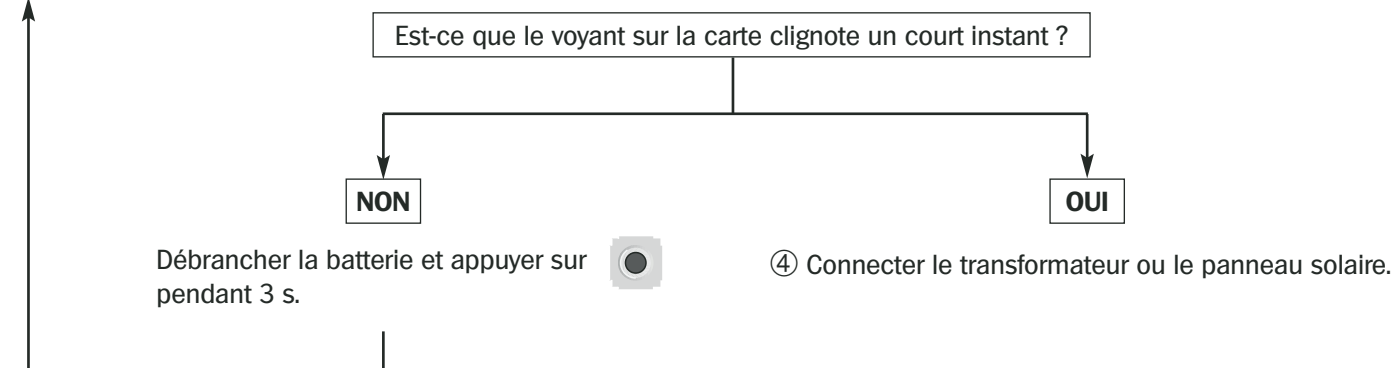 Est-ce que le voyant sur la carte clignote un court instant ?
NON
OUI
Débrancher la batterie et appuyer sur
pendant 3 s.
④ Connecter le transformateur ou le panneau solaire.